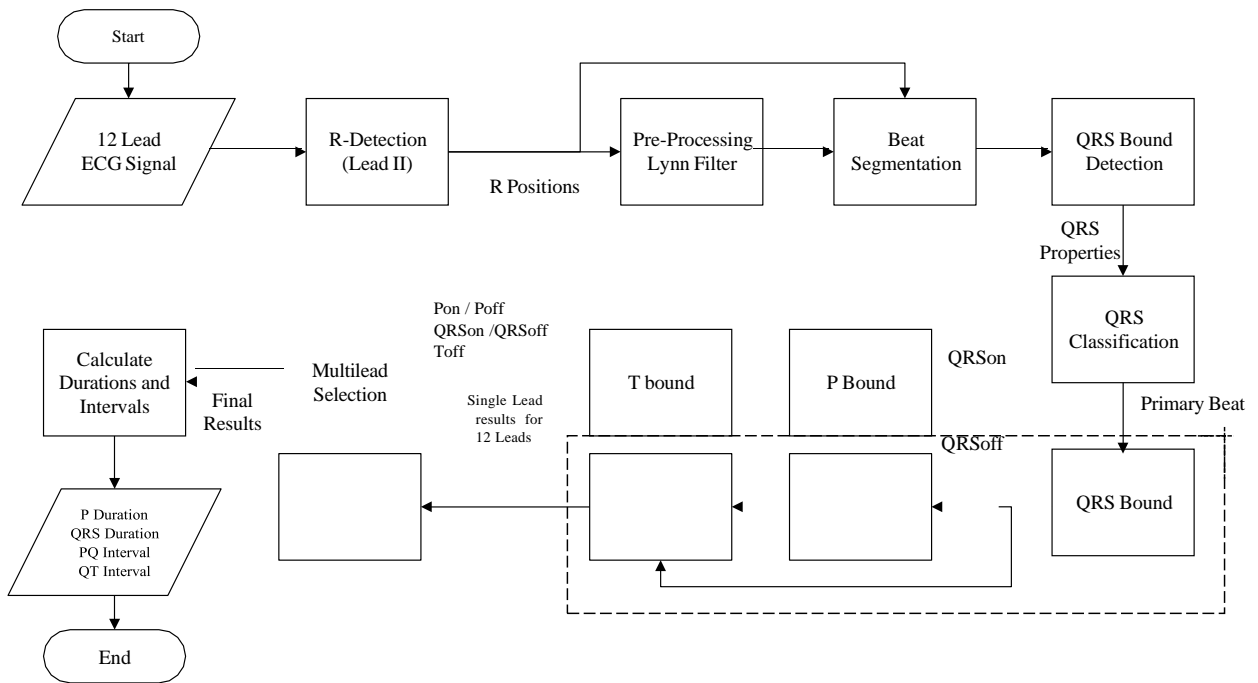 Start
12 Lead
ECG Signal
R-Detection
(Lead II)
R Positions
Pre-Processing
Lynn Filter
Beat
Segmentation
QRS Bound
Detection
QRS
Properties
QRS
Classification
Primary Beat
QRS Bound
QRSon
QRSoff
P Bound
T bound
Pon / Poff
QRSon /QRSoff
Toff
Single Lead
results for
12 Leads
Multilead
Selection
Final
Results
Calculate
Durations and
Intervals
P Duration
QRS Duration
PQ Interval
QT Interval
End